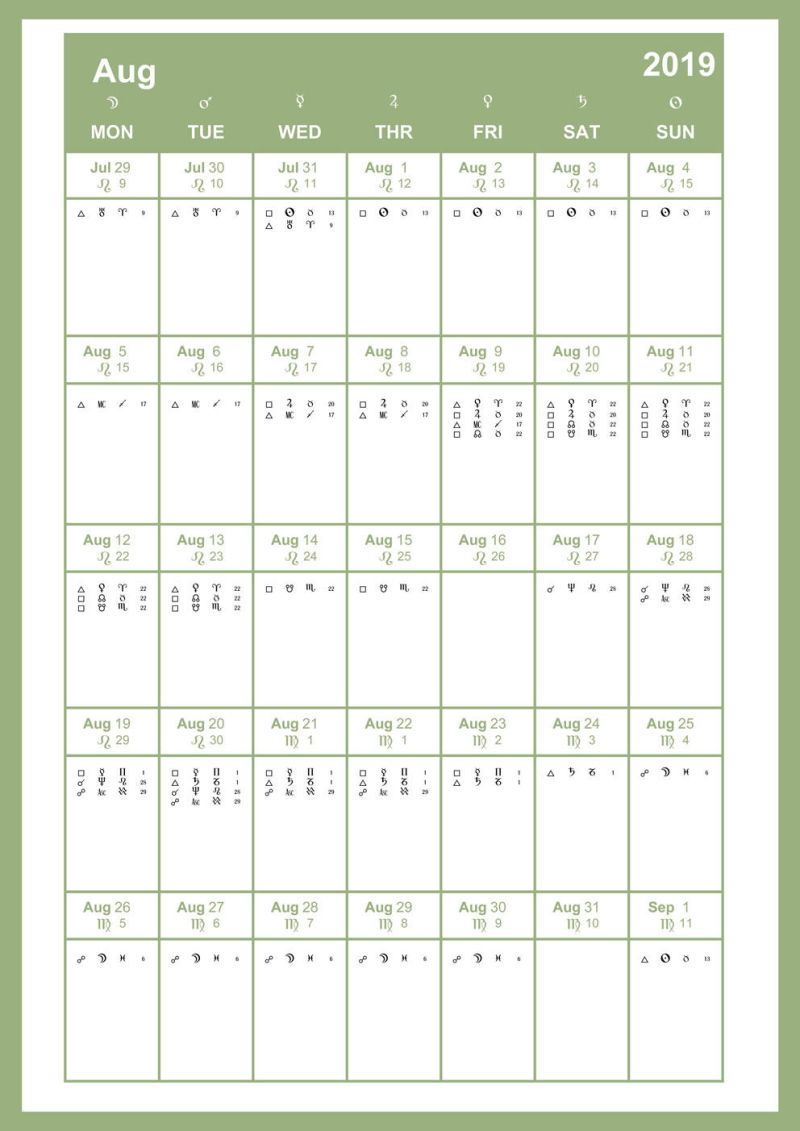 Aug 2019
☽ ♂ ☿ ♃ ♀ ♄ ☉
MON TUE WED THR FRI SAT SUN
Jul 29 Jul 30 Jul 31 Aug 1 Aug 2 Aug 3 Aug 4
♌ 9 ♌ 10 ♌ 11 ♌ 12 ♌ 13 ♌ 14 ♌ 15
△ ♅ ♈ 9 △ ♅ ♈ 9 □ ☉ ♉ 13 □ ☉ ♉ 13 □ ☉ ♉ 13 □ ☉ ♉ 13 □ ☉ ♉ 13
△ ♅ ♈ 9
Aug 5 Aug 6 Aug 7 Aug 8 Aug 9 Aug 10 Aug 11
♌ 15 ♌ 16 ♌ 17 ♌ 18 ♌ 19 ♌ 20 ♌ 21
△ MC ♐ 17 △ MC ♐ 17 □ ♃ ♉ 20 □ ♃ ♉ 20 △ ♀ ♈ 22 △ ♀ ♈ 22 △ ♀ ♈ 22
△ MC ♐ 17 △ MC ♐ 17 □ ♃ ♉ 20 □ ♃ ♉ 20 □ ♃ ♉ 20
△ MC ♐ 17 □ ☊ ♉ 22 □ ☊ ♉ 22
□ ☊ ♉ 22 □ ☋ ♏ 22 □ ☋ ♏ 22
Aug 12 Aug 13 Aug 14 Aug 15 Aug 16 Aug 17 Aug 18
♌ 22 ♌ 23 ♌ 24 ♌ 25 ♌ 26 ♌ 27 ♌ 28
△ ♀ ♈ 22 △ ♀ ♈ 22 □ ☋ ♏ 22 □ ☋ ♏ 22 ☌ ♆ ♌ 28 ☌ ♆ ♌ 28
□ ☊ ♉ 22 □ ☊ ♉ 22 ☍ Asc ♒ 29
□ ☋ ♏ 22 □ ☋ ♏ 22
Aug 19 Aug 20 Aug 21 Aug 22 Aug 23 Aug 24 Aug 25
♌ 29 ♌ 30 ♍ 1 ♍ 1 ♍ 2 ♍ 3 ♍ 4
□ ☿ ♊ 1 □ ☿ ♊ 1 □ ☿ ♊ 1 □ ☿ ♊ 1 □ ☿ ♊ 1 △ ♄ ♑ 1 ☍ ☽ ♓ 6
☌ ♆ ♌ 28 △ ♄ ♑ 1 △ ♄ ♑ 1 △ ♄ ♑ 1 △ ♄ ♑ 1
☍ Asc ♒ 29 ☌ ♆ ♌ 28 ☍ Asc ♒ 29 ☍ Asc ♒ 29
☍ Asc ♒ 29
Aug 26 Aug 27 Aug 28 Aug 29 Aug 30 Aug 31 Sep 1
♍ 5 ♍ 6 ♍ 7 ♍ 8 ♍ 9 ♍ 10 ♍ 11
☍ ☽ ♓ 6 ☍ ☽ ♓ 6 ☍ ☽ ♓ 6 ☍ ☽ ♓ 6 ☍ ☽ ♓ 6 △ ☉ ♉ 13